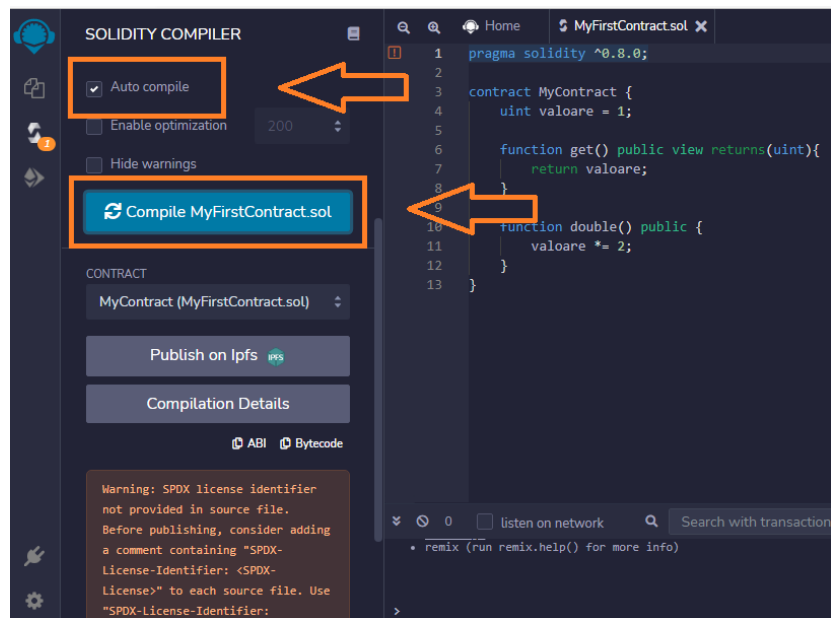 SOLIDITY COMPILER
Auto compile
Enable optimization 200
Hide warnings
Compile MyFirstContract.sol
CONTRACT
MyContract (MyFirstContract.sol)
Publish on Ipfs IPFS
Compilation Details
ABI Bytecode
Warning: SPDX license identifier
not provided in source file.
Before publishing, consider adding
a comment containing "SPDX-
License-Identifier: <SPDX-
License>" to each source file. Use
"SPDX-License-Identifier:
1
Home MyFirstContract.sol
1 pragma solidity ^0.8.0;
2
3 contract MyContract {
4 uint valoare = 1;
5
6 function get() public view returns(uint){
7 return valoare;
8 }
9
10 function double() public {
11 valoare *= 2;
12 }
13 }
0 listen on network Search with transaction
• remix (run remix.help() for more info)
>